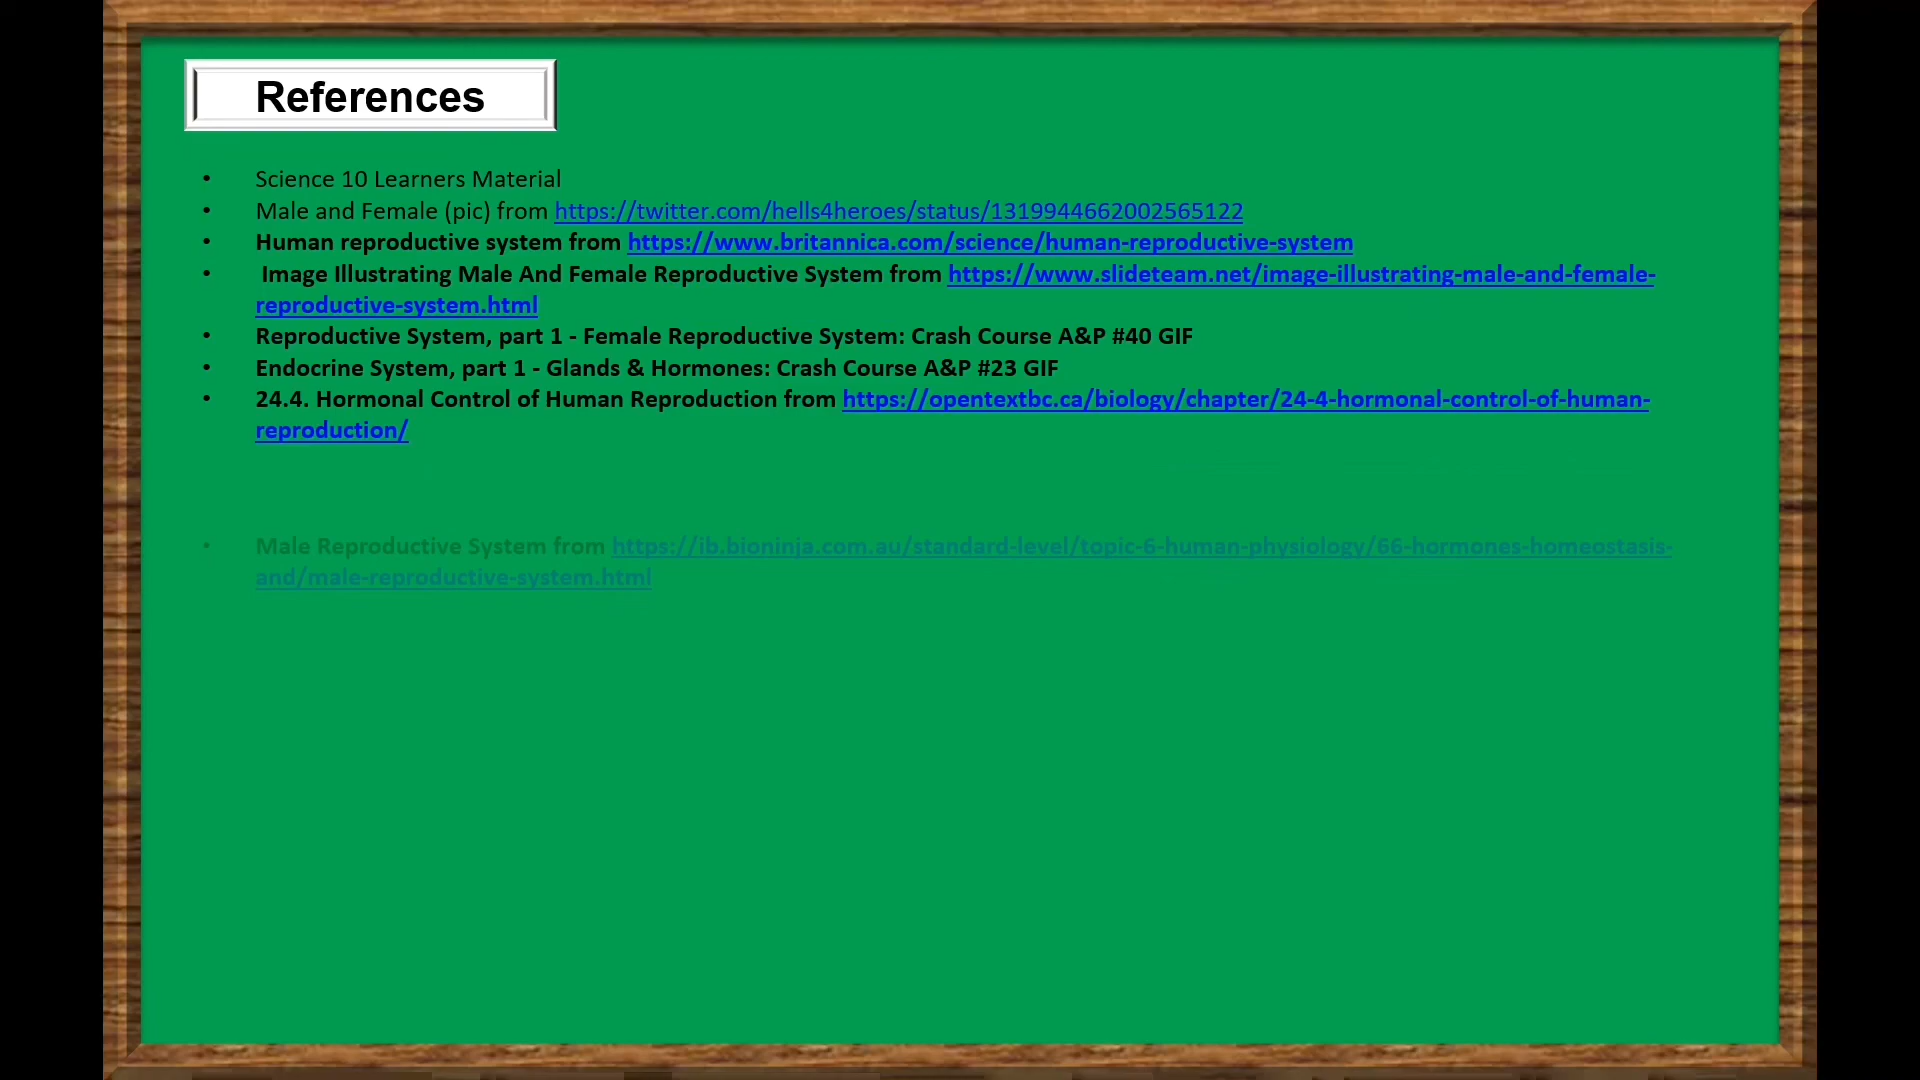 References
• Science 10 Learners Material
• Male and Female (pic) from https://twitter.com/hells4heroes/status/1319944662002565122
• Human reproductive system from https://www.britannica.com/science/human-reproductive-system
• Image Illustrating Male And Female Reproductive System from https://www.slideteam.net/image-illustrating-male-and-female-
reproductive-system.html
• Reproductive System, part 1 - Female Reproductive System: Crash Course A&P #40 GIF
• Endocrine System, part 1 - Glands & Hormones: Crash Course A&P #23 GIF
• 24.4. Hormonal Control of Human Reproduction from https://opentextbc.ca/biology/chapter/24-4-hormonal-control-of-human-
reproduction/
• Male Reproductive System from https://ib.bioninja.com.au/standard-level/topic-6-human-physiology/66-hormones-homeostasis-
and/male-reproductive-system.html